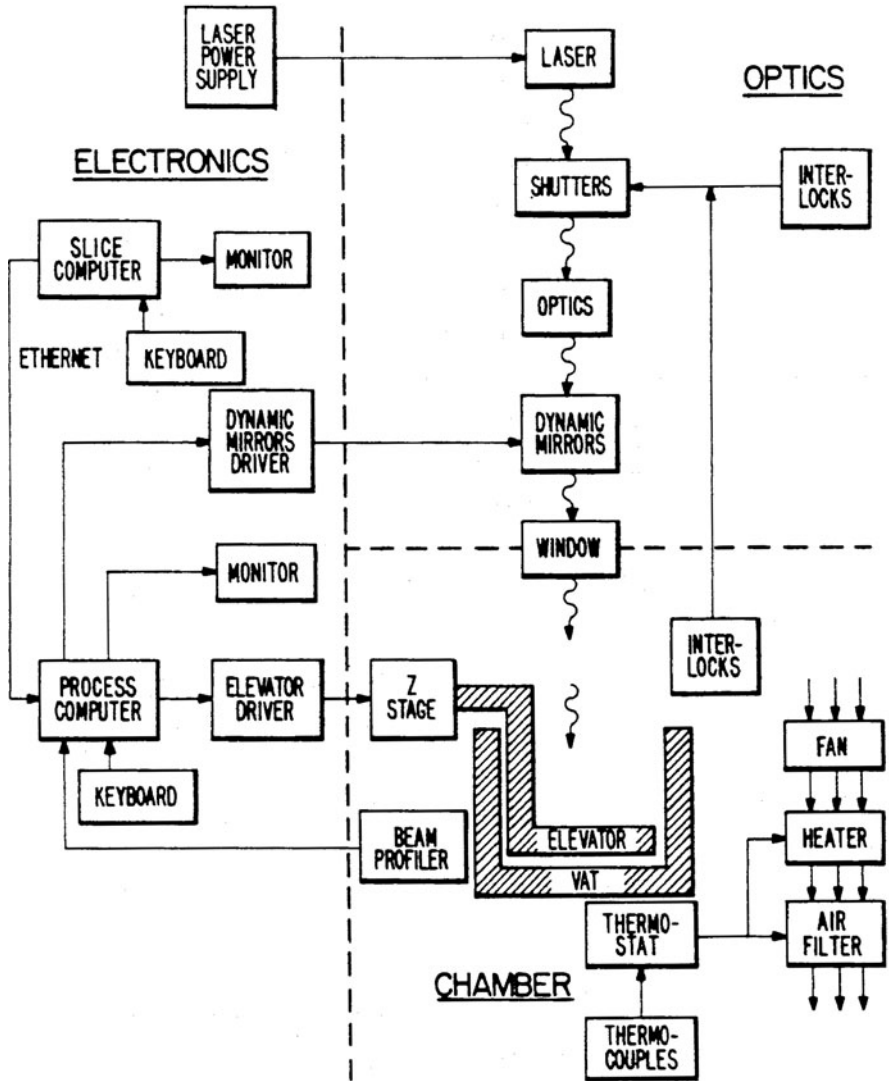 LASER
POWER
SUPPLY
LASER
OPTICS
ELECTRONICS
SHUTTERS
INTER-
LOCKS
SLICE
COMPUTER
MONITOR
OPTICS
ETHERNET
KEYBOARD
DYNAMIC
MIRRORS
DRIVER
DYNAMIC
MIRRORS
WINDOW
MONITOR
INTER-
LOCKS
PROCESS
COMPUTER
ELEVATOR
DRIVER
Z
STAGE
FAN
KEYBOARD
BEAM
PROFILER
ELEVATOR
HEATER
VAT
THERMO-
STAT
AIR
FILTER
CHAMBER
THERMO-
COUPLES